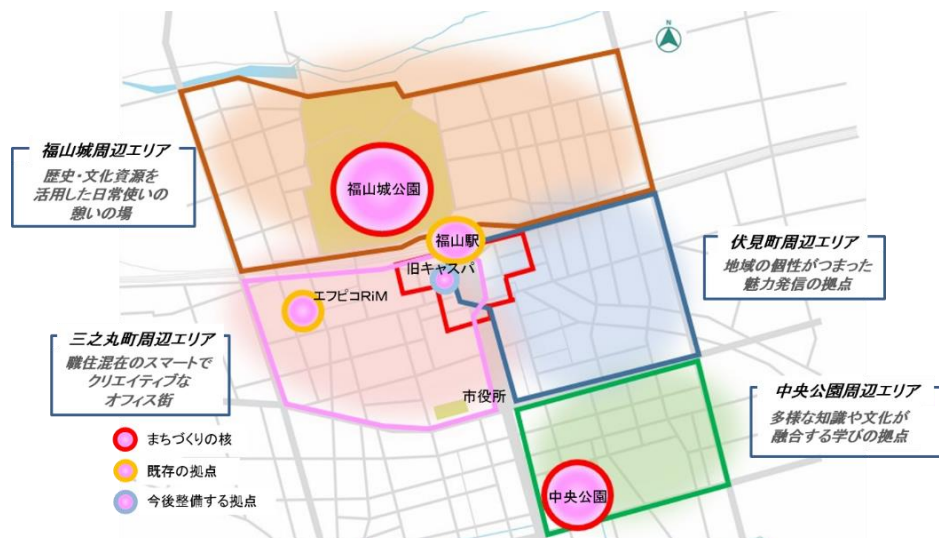 N
福山城周辺エリア
歴史・文化資源を
活用した日常使いの
憩いの場
福山城公園
福山駅
旧キャスパ
エフピコRiM
伏見町周辺エリア
地域の個性がつまった
魅力発信の拠点
三之丸町周辺エリア
職住混在のスマートで
クリエイティブな
オフィス街
市役所
中央公園周辺エリア
多様な知識や文化が
融合する学びの拠点
まちづくりの核
既存の拠点
今後整備する拠点
中央公園